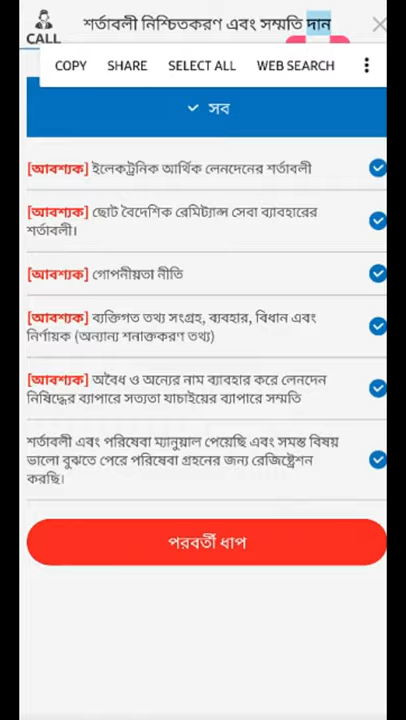 শর্তাবলী নিশ্চিতকরণ এবং সম্মতি দান
CALL
COPY SHARE SELECT ALL WEB SEARCH
সব
[আবশ্যক] ইলেকট্রনিক আর্থিক লেনদেনের শর্তাবলী
[আবশ্যক] ছোট বৈদেশিক রেমিট্যান্স সেবা ব্যাবহারের
শর্তাবলী।
[আবশ্যক] গোপনীয়তা নীতি
[আবশ্যক] ব্যক্তিগত তথ্য সংগ্রহ, ব্যবহার, বিধান এবং
নির্ণায়ক (অন্যান্য শনাক্তকরণ তথ্য)
[আবশ্যক] অবৈধ ও অন্যের নাম ব্যাবহার করে লেনদেন
নিষিদ্ধের ব্যাপারে সত্যতা যাচাইয়ের ব্যাপারে সম্মতি
শর্তাবলী এবং পরিষেবা ম্যানুয়াল পেয়েছি এবং সমস্ত বিষয়
ভালো বুঝতে পেরে পরিষেবা গ্রহনের জন্য রেজিষ্ট্রেশন
করছি।
পরবর্তী ধাপ